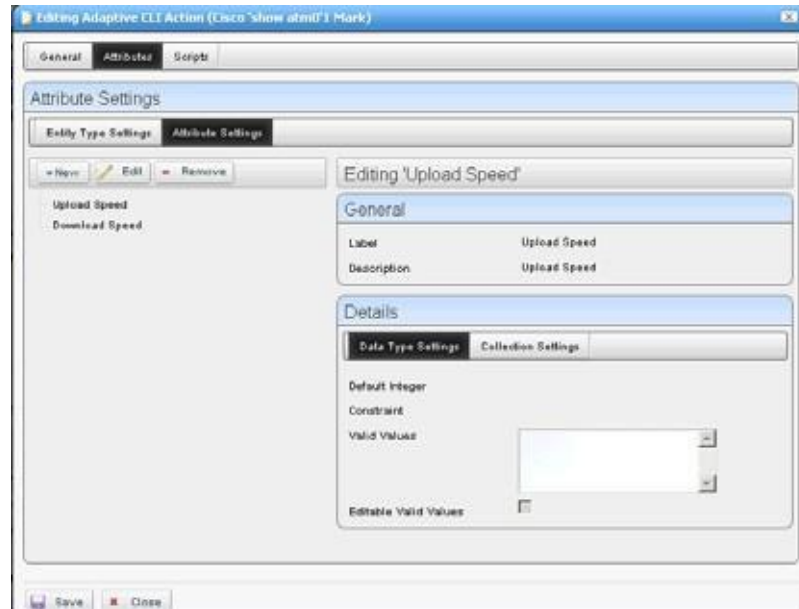 Editing Adaptive CLI Action (Cisco 'show atm0'1 Mark)
General Attributes Scripts
Attribute Settings
Entity Type Settings Attribute Settings
New Edit Remove
Upload Speed
Download Speed
Editing 'Upload Speed'
General
Label Upload Speed
Description Upload Speed
Details
Data Type Settings Collection Settings
Default Integer
Constraint
Valid Values
Editable Valid Values
Save Close